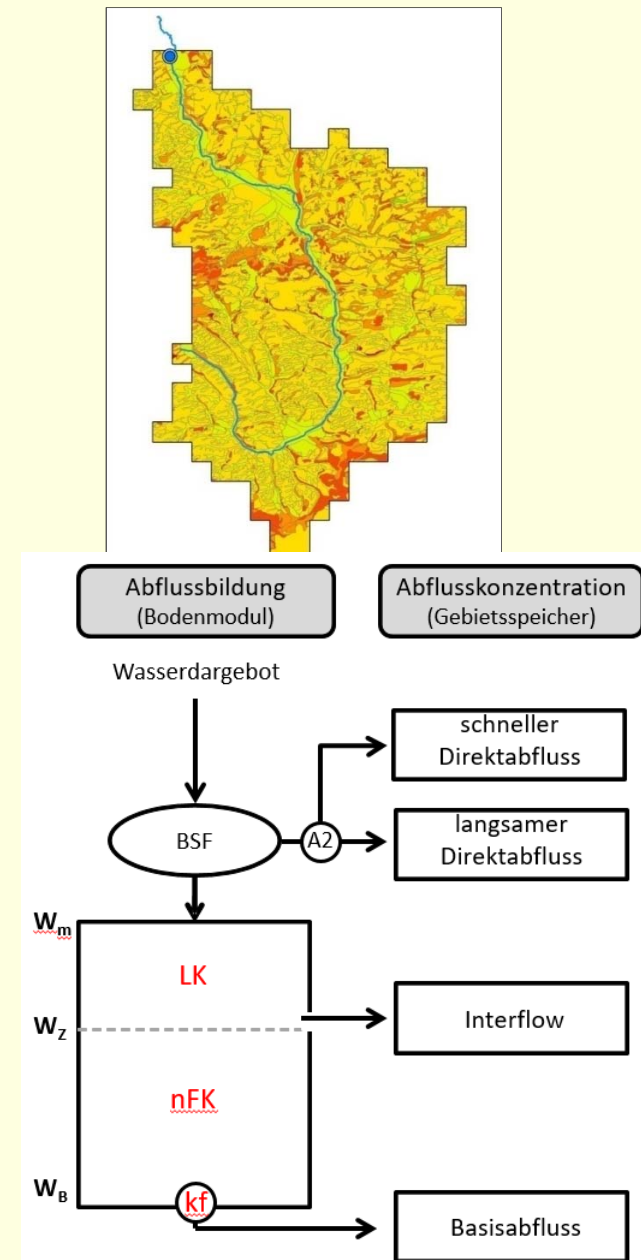 Abflussbildung
(Bodenmodul)
Abflusskonzentration
(Gebietsspeicher)
Wasserdargebot
schneller
Direktabfluss
BSF
A2
langsamer
Direktabfluss
Wm
LK
Interflow
WZ
nFK
WB
kf
Basisabfluss